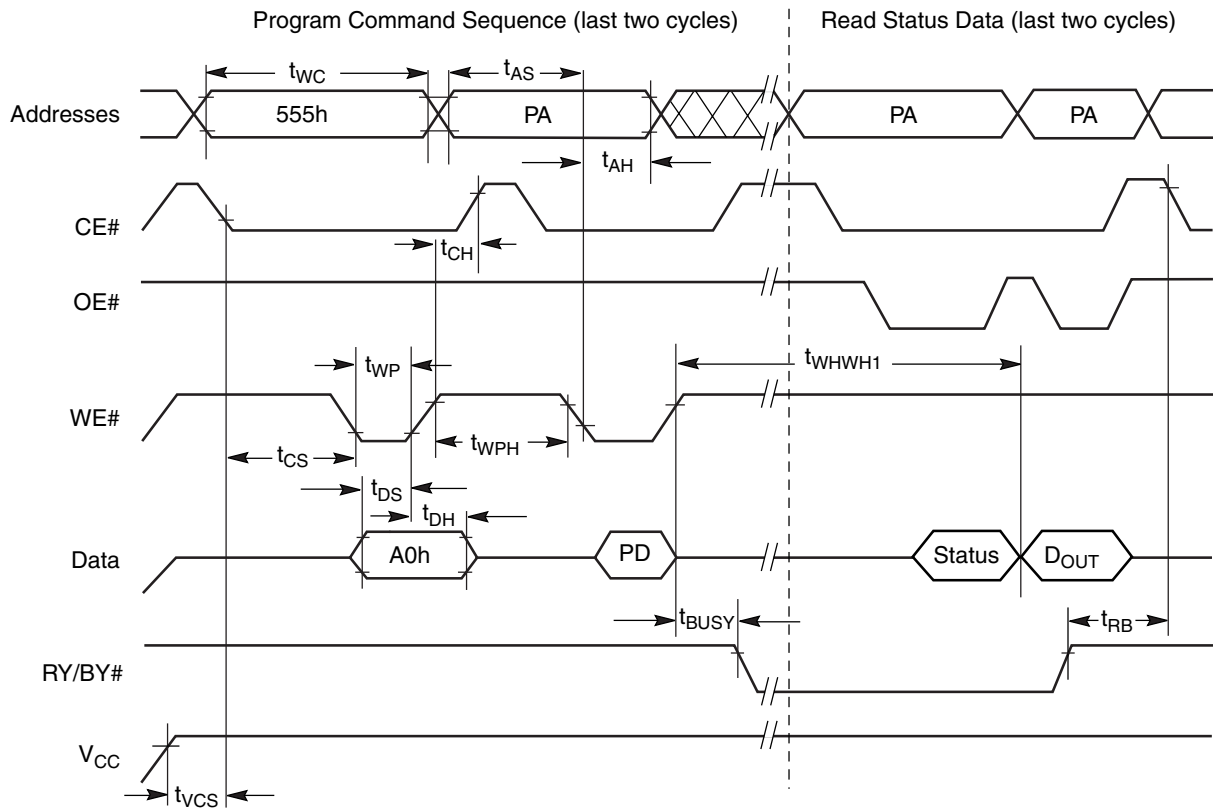 Program Command Sequence (last two cycles) Read Status Data (last two cycles)
tWC tAS
Addresses 555h PA PA PA
tAH
CE#
tCH
OE#
tWP tWHWH1
WE#
tCS tWPH
tDS
tDH
Data A0h PD Status DOUT
tBUSY tRB
RY/BY#
VCC
tVCS